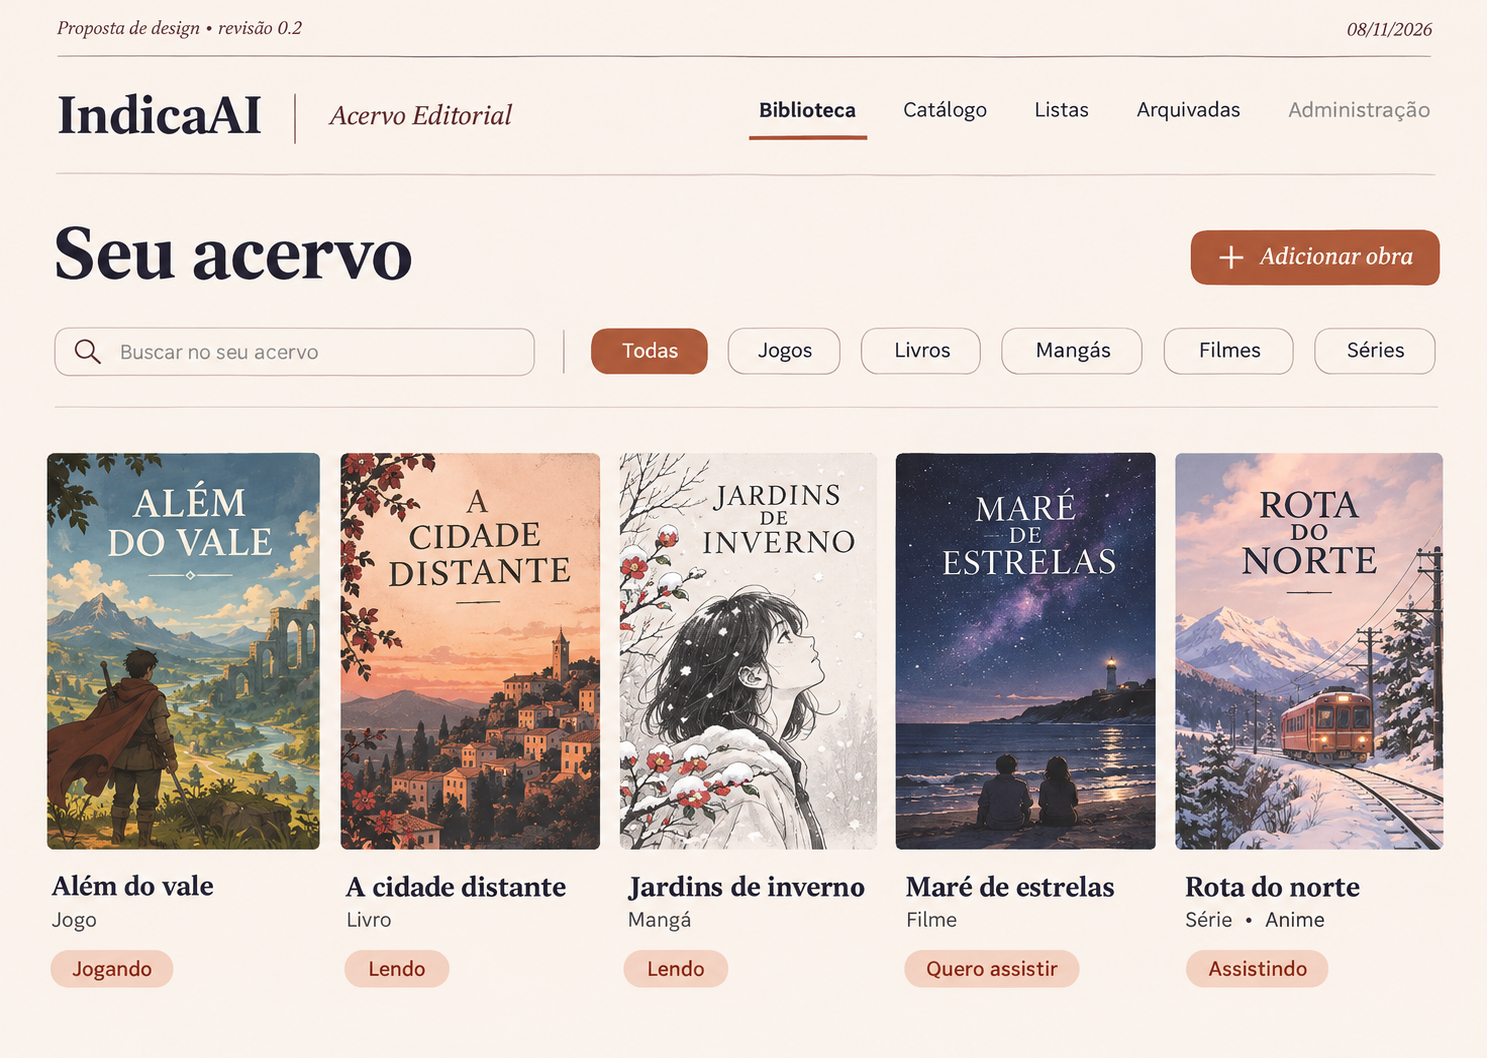 Proposta de design • revisão 0.2
08/11/2026
IndicaAI
Acervo Editorial
Biblioteca
Catálogo
Listas
Arquivadas
Administração
Seu acervo
+ Adicionar obra
Buscar no seu acervo
Todas
Jogos
Livros
Mangás
Filmes
Séries
ALÉM
DO VALE
A
CIDADE
DISTANTE
JARDINS
DE
INVERNO
MARÉ
DE
ESTRELAS
ROTA
DO
NORTE
Além do vale
Jogo
Jogando
A cidade distante
Livro
Lendo
Jardins de inverno
Mangá
Lendo
Maré de estrelas
Filme
Quero assistir
Rota do norte
Série • Anime
Assistindo